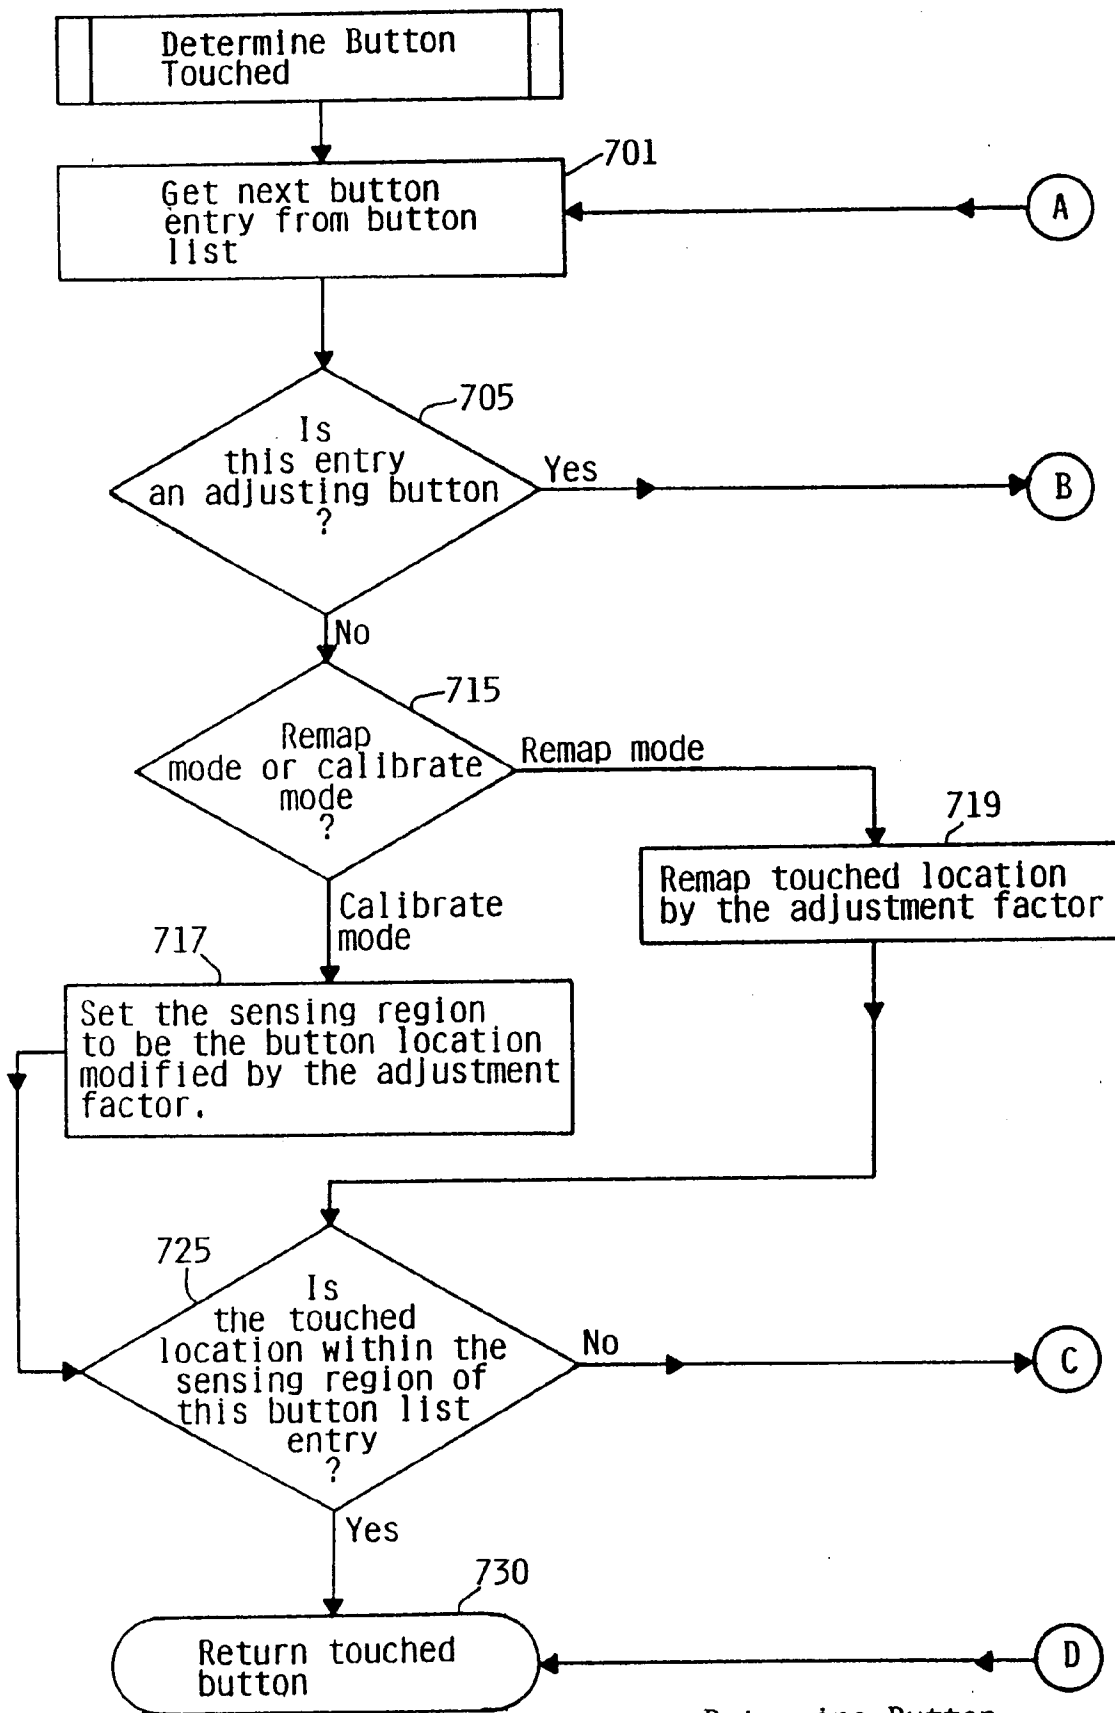 Determine Button
Touched
701
Get next button
entry from button
list
A
705
Is
this entry
an adjusting button
?
Yes
B
No
715
Remap
mode or calibrate
mode
?
Remap mode
719
Remap touched location
by the adjustment factor
Calibrate
mode
717
Set the sensing region
to be the button location
modified by the adjustment
factor.
725
Is
the touched
location within the
sensing region of
this button list
entry
?
No
C
Yes
730
Return touched
button
D
Determine Button